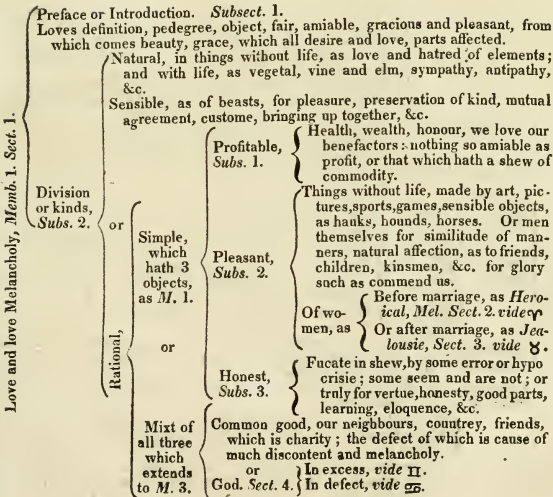 Love and love Melancholy, Memb. 1. Sect. 1.
Preface or Introduction. Subsect. 1.
Loves definition, pedegree, object, fair, amiable, gracious and pleasant, from
which comes beauty, grace, which all desire and love, parts affected.
Division
or kinds,
Subs. 2.
Natural, in things without life, as love and hatred of elements;
and with life, as vegetal, vine and elm, sympathy, antipathy,
&c.
or
Sensible, as of beasts, for pleasure, preservation of kind, mutual
agreement, custome, bringing up together, &c.
Rational,
Simple,
which
hath 3
objects,
as M. 1.
Profitable,
Subs. 1.
Health, wealth, honour, we love our
benefactors: nothing so amiable as
profit, or that which hath a shew of
commodity.
Pleasant,
Subs. 2.
Things without life, made by art, pic-
tures, sports, games, sensible objects,
as hauks, hounds, horses. Or men
themselves for similitude of man-
ners, natural affection, as to friends,
children, kinsmen, &c. for glory
such as commend us.
Of wo-
men, as
Before marriage, as Hero-
ical, Mel. Sect. 2. vide ♈
Or after marriage, as Jea-
lousie, Sect. 3. vide ♉.
Honest,
Subs. 3.
Fucate in shew, by some error or hypo
crisie; some seem and are not; or
truly for vertue, honesty, good parts,
learning, eloquence, &c.
or
Mixt of
all three
which
extends
to M. 3.
Common good, our neighbours, countrey, friends,
which is charity; the defect of which is cause of
much discontent and melancholy.
or
God. Sect. 4.
In excess, vide ♊.
In defect, vide ♋.